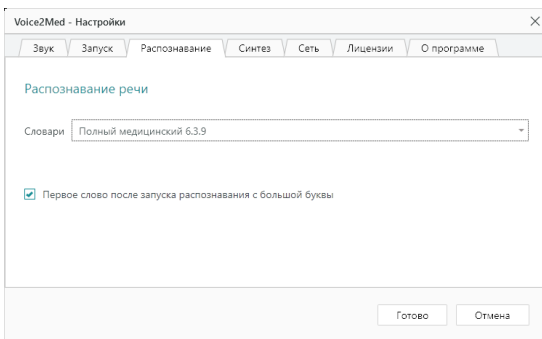 Voice2Med - Настройки
Звук Запуск Распознавание Синтез Сеть Лицензии О программе
Распознавание речи
Словари Полный медицинский 6.3.9
Первое слово после запуска распознавания с большой буквы
Готово Отмена